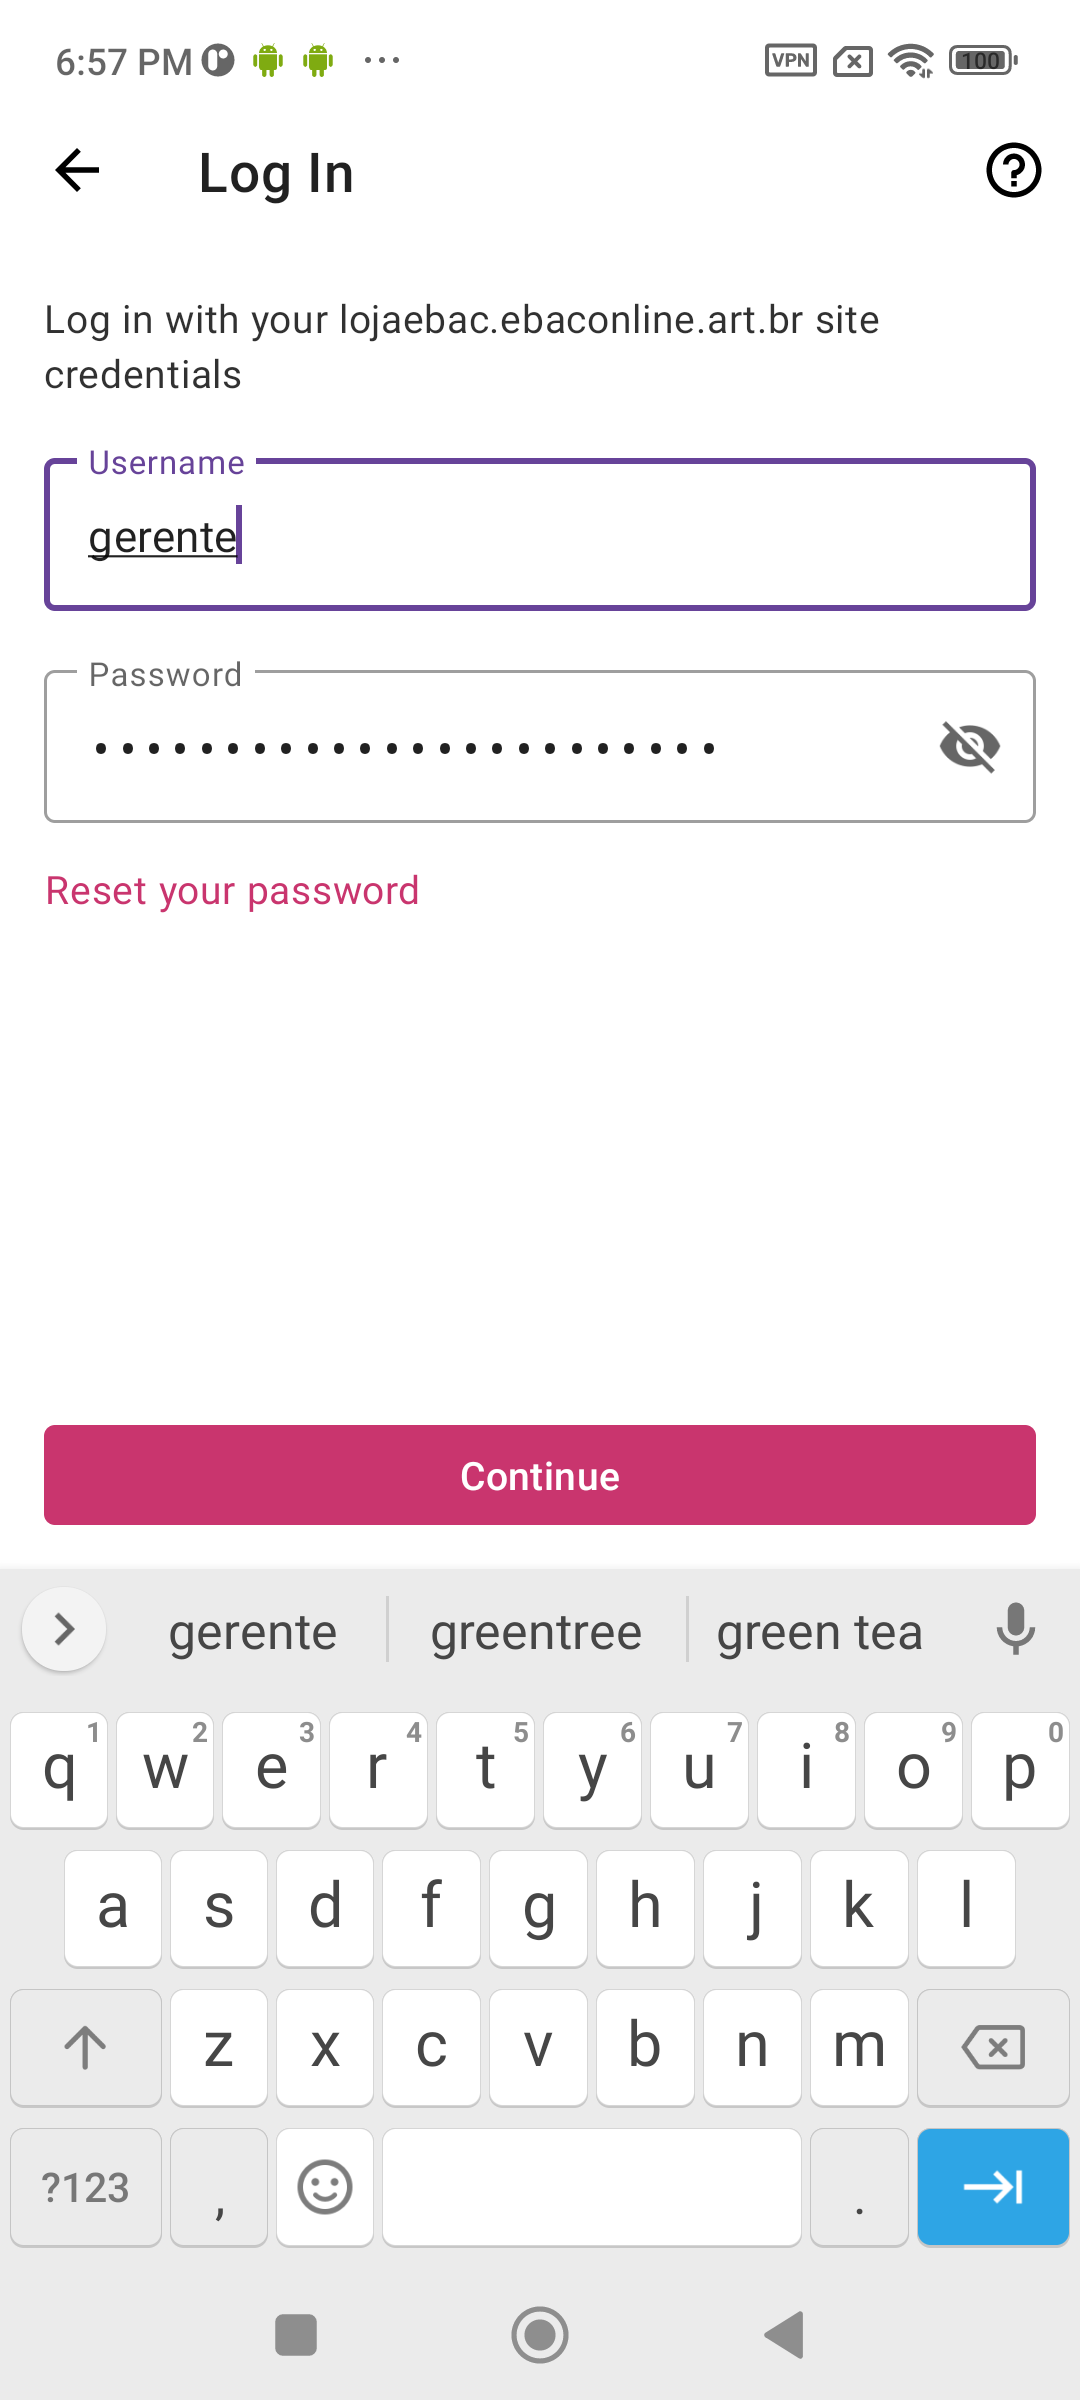 6:57 PM
VPN
100
Log In
Log in with your lojaebac.ebaconline.art.br site
credentials
Username
gerente
Password
••••••••••••••••••••••••
Reset your password
Continue
gerente greentree green tea
1 2 3 4 5 6 7 8 9 0
q w e r t y u i o p
a s d f g h j k l
z x c v b n m
?123 , .